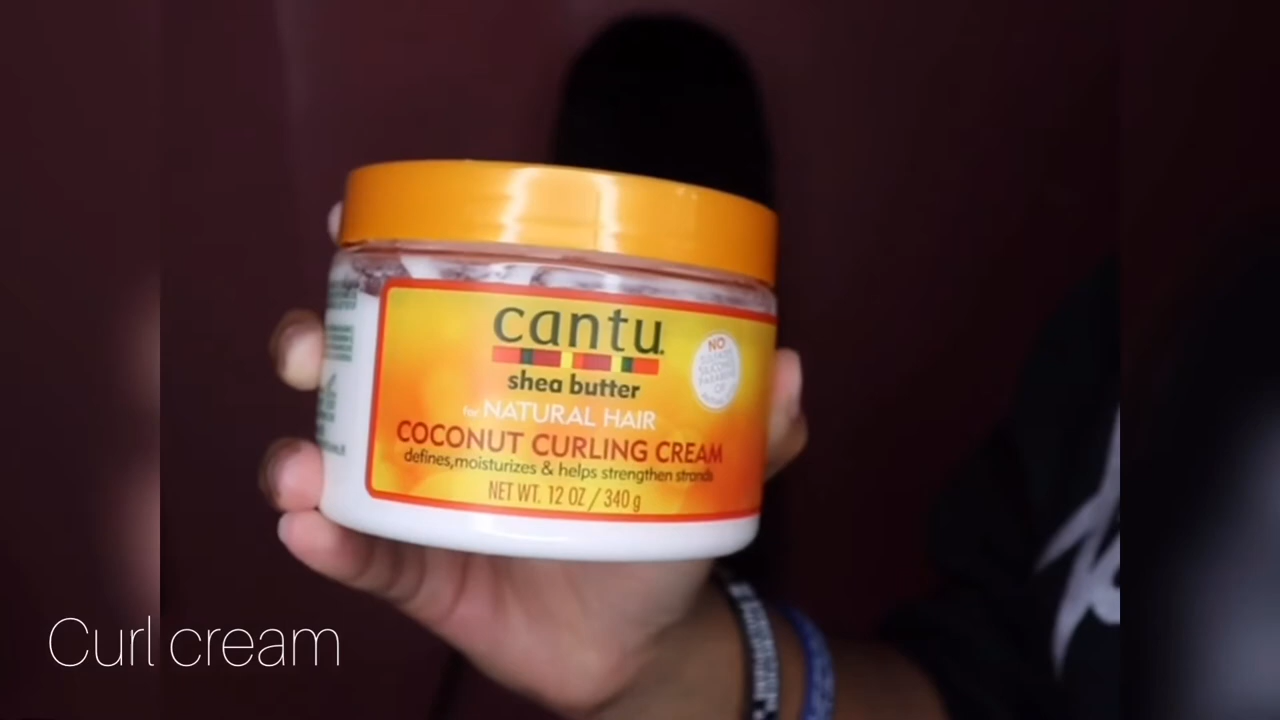 cantu
shea butter
for NATURAL HAIR
COCONUT CURLING CREAM
defines, moisturizes & helps strengthen strands
NET WT. 12 OZ / 340 g
NO
Curl cream